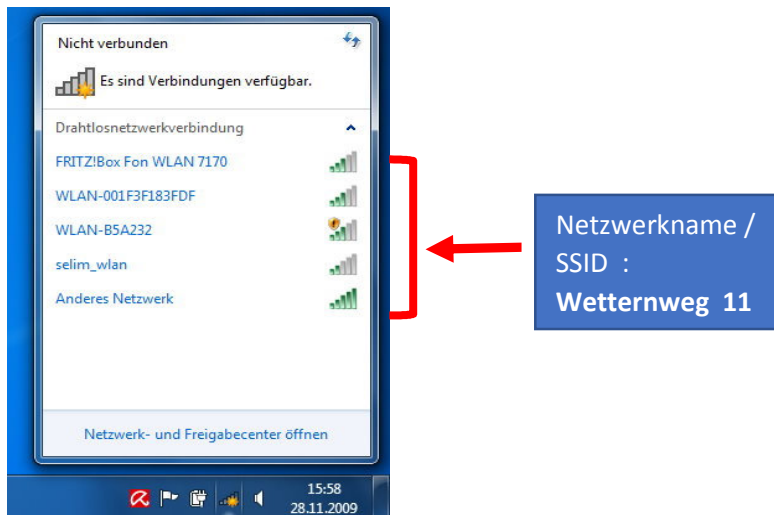 Nicht verbunden
Es sind Verbindungen verfügbar.
Drahtlosnetzwerkverbindung
FRITZ!Box Fon WLAN 7170
WLAN-001F3F183FDF
WLAN-B5A232
selim_wlan
Anderes Netzwerk
Netzwerk- und Freigabecenter öffnen
15:58
28.11.2009
Netzwerkname /
SSID :
Wetternweg 11